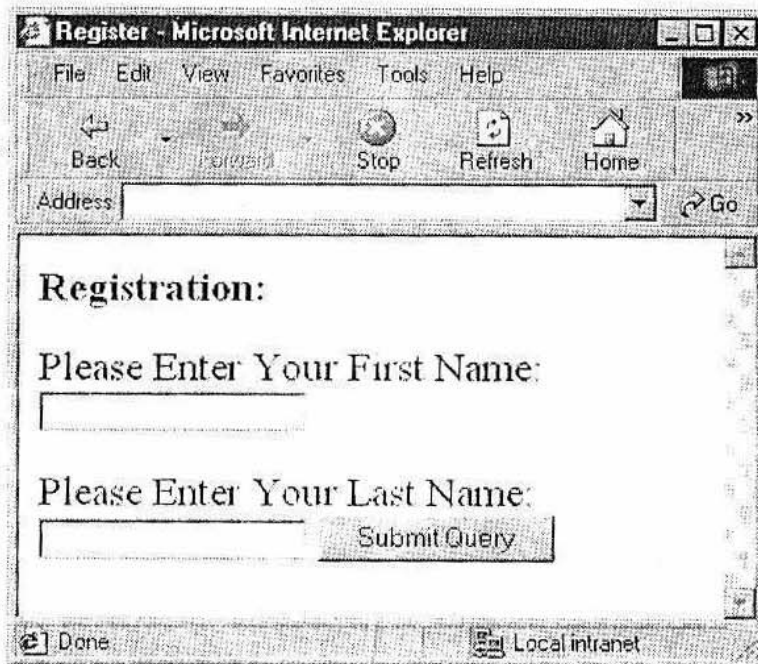 Register - Microsoft Internet Explorer
File Edit View Favorites Tools Help
Back Forward Stop Refresh Home »
Address Go
Registration:
Please Enter Your First Name:
Please Enter Your Last Name:
Submit Query
Done Local intranet